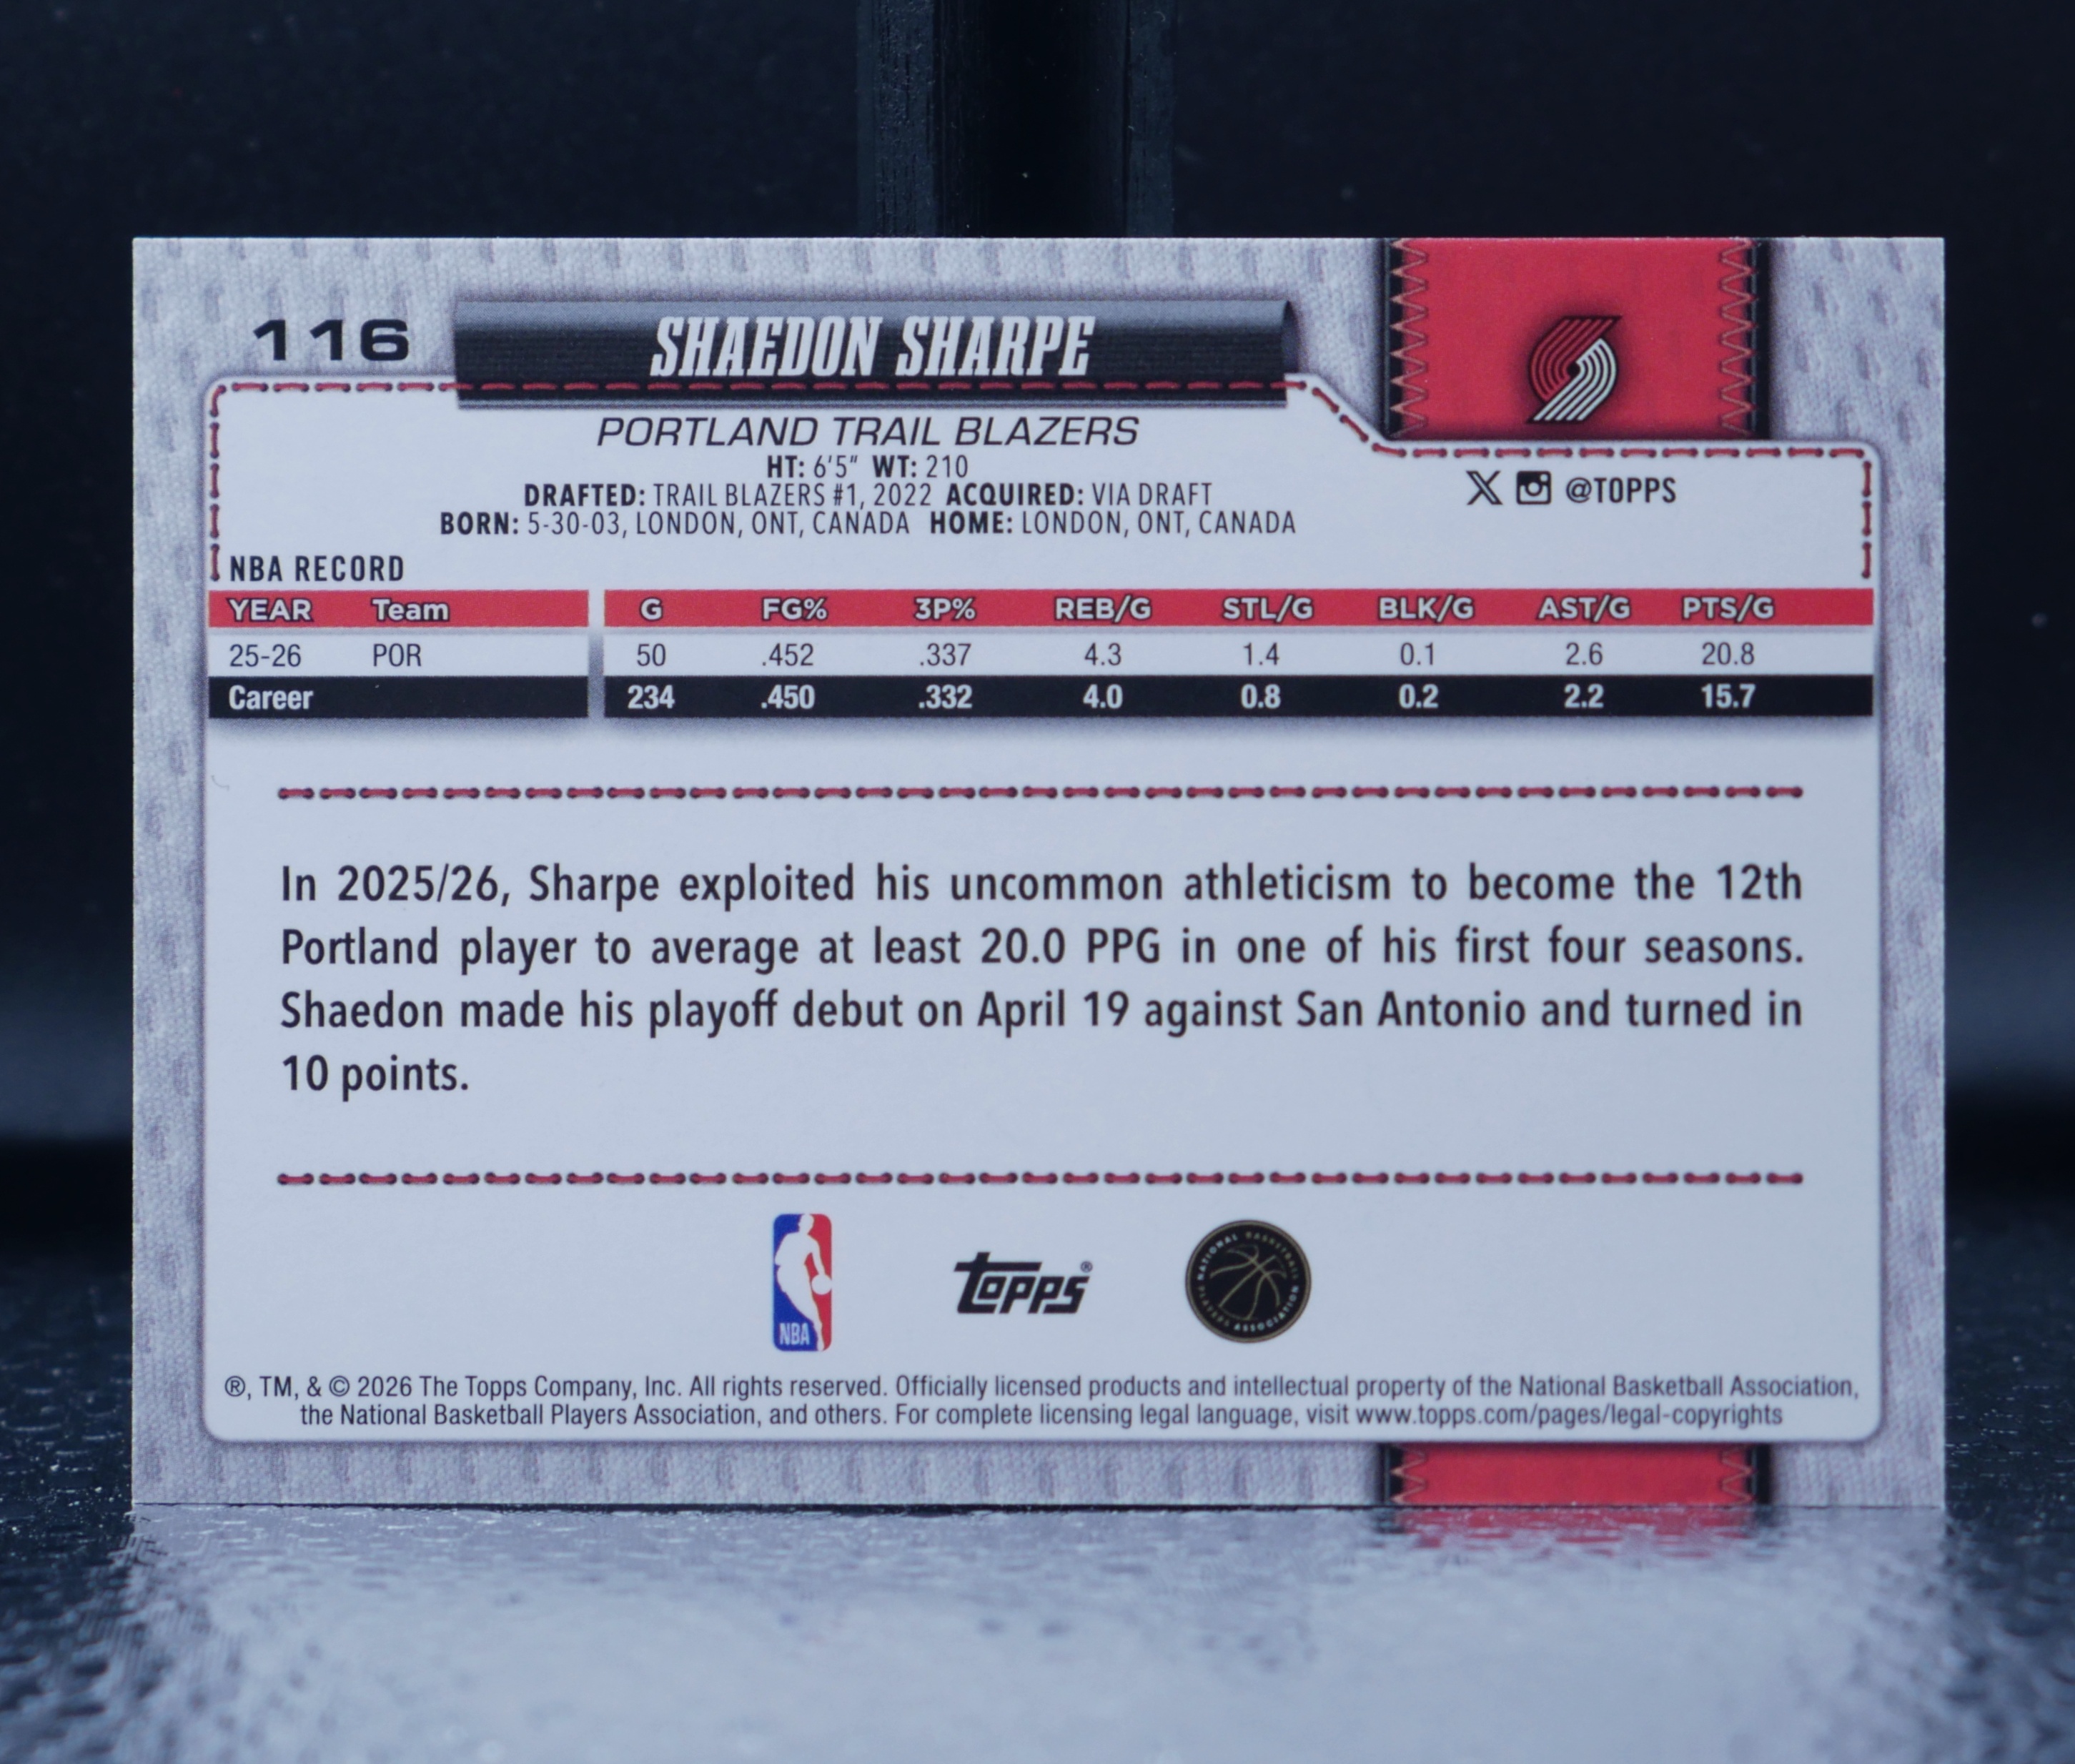 116
SHAEDON SHARPE
PORTLAND TRAIL BLAZERS
HT: 6'5" WT: 210
DRAFTED: TRAIL BLAZERS #1, 2022 ACQUIRED: VIA DRAFT
BORN: 5-30-03, LONDON, ONT, CANADA HOME: LONDON, ONT, CANADA
@TOPPS
NBA RECORD
YEAR Team G FG% 3P% REB/G STL/G BLK/G AST/G PTS/G
25-26 POR 50 .452 .337 4.3 1.4 0.1 2.6 20.8
Career 234 .450 .332 4.0 0.8 0.2 2.2 15.7
In 2025/26, Sharpe exploited his uncommon athleticism to become the 12th
Portland player to average at least 20.0 PPG in one of his first four seasons.
Shaedon made his playoff debut on April 19 against San Antonio and turned in
10 points.
NBA
Topps®
NATIONAL BASKETBALL PLAYERS ASSOCIATION
®, TM, & © 2026 The Topps Company, Inc. All rights reserved. Officially licensed products and intellectual property of the National Basketball Association,
the National Basketball Players Association, and others. For complete licensing legal language, visit www.topps.com/pages/legal-copyrights